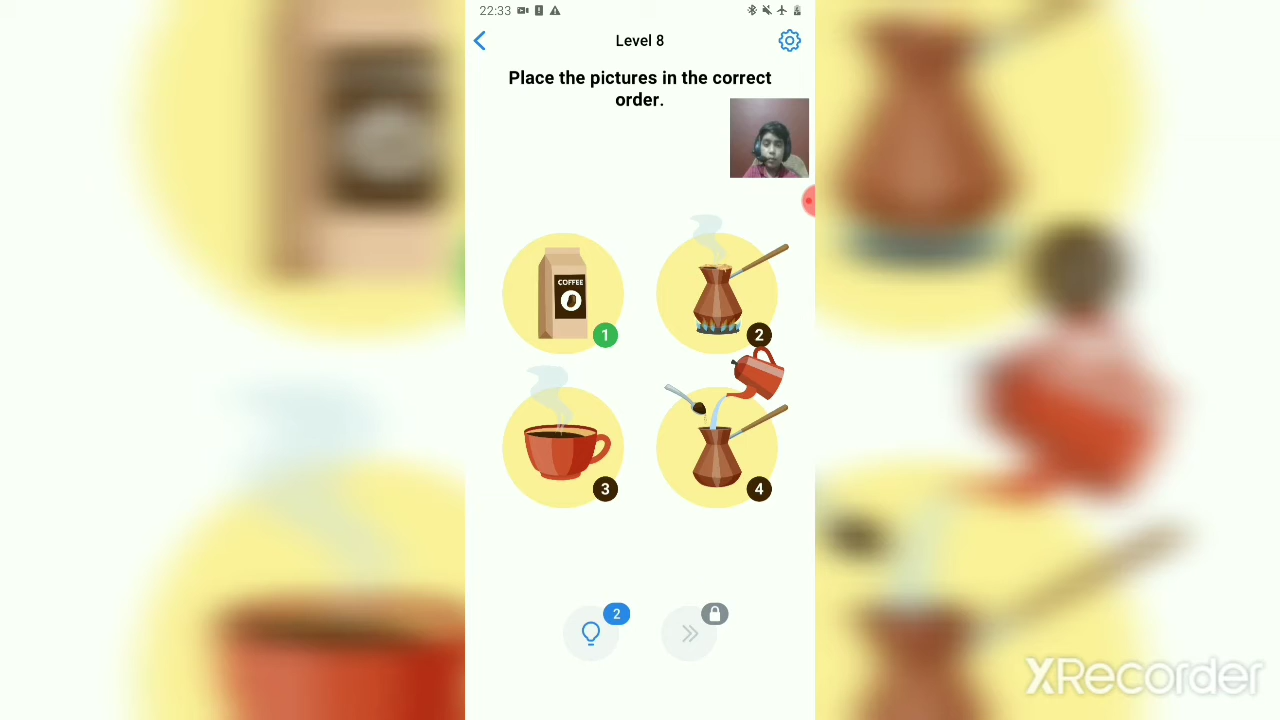 22:33
Level 8
Place the pictures in the correct
order.
COFFEE
1
2
3
4
2
XRecorder